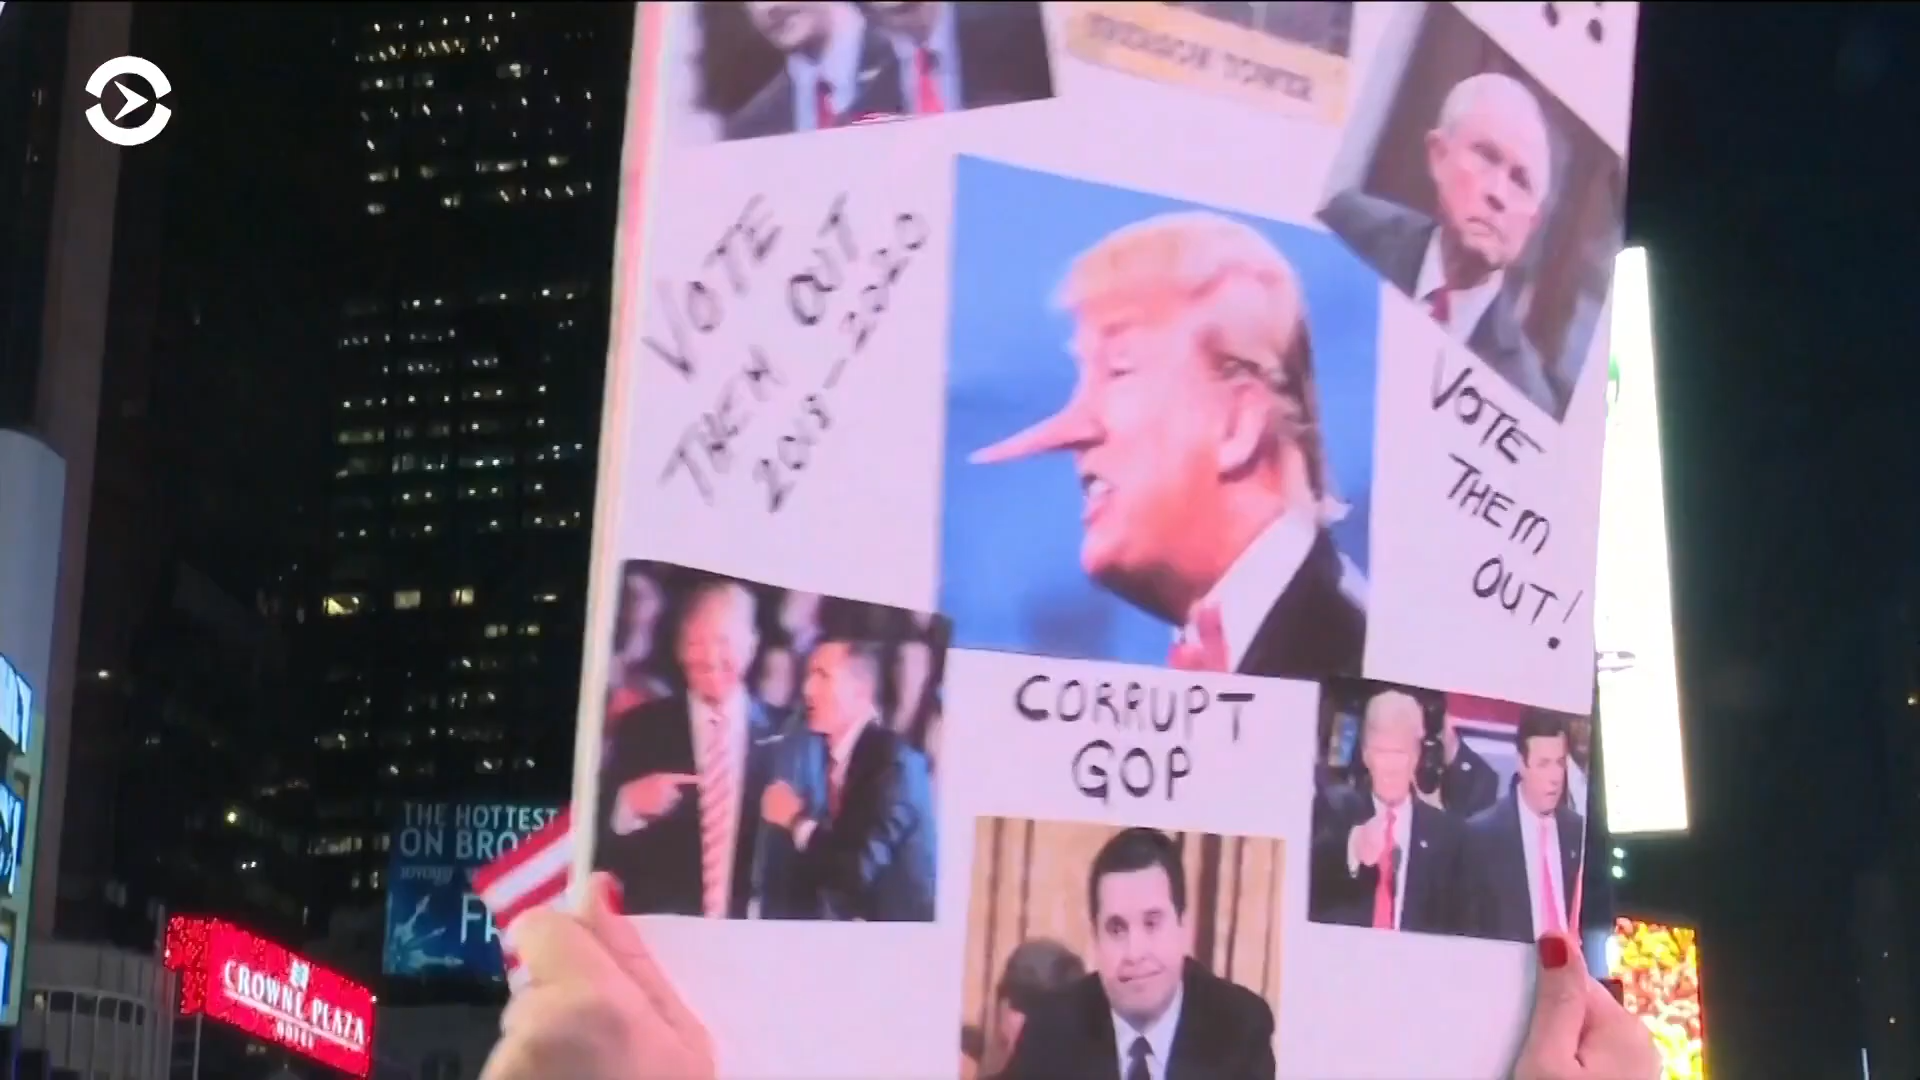 VOTE
THEM OUT
2018-2020
VOTE
THEM
OUT!
CORRUPT
GOP
THE HOTTEST
ON BRO
CROWNE PLAZA
HOTEL